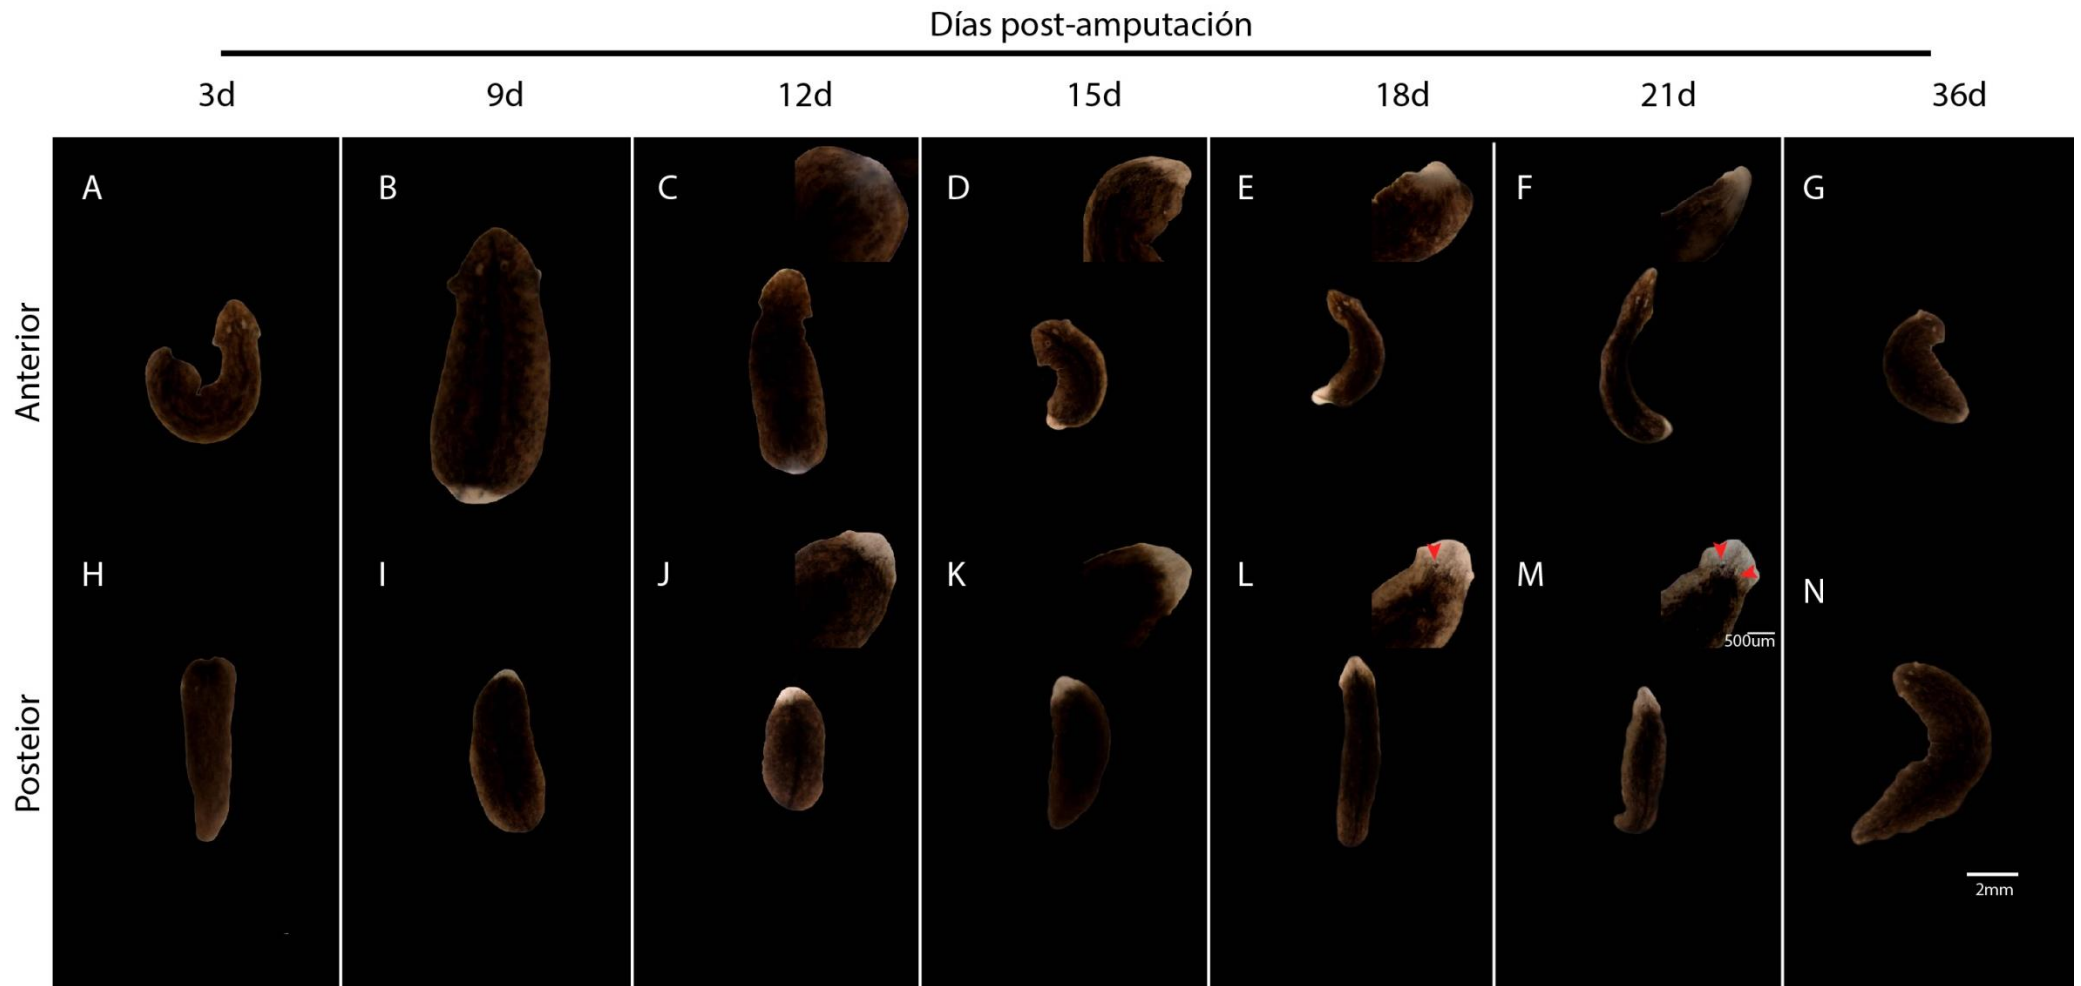 Días post-amputación
3d 9d 12d 15d 18d 21d 36d
Anterior
A B C D E F G
Posteior
H I J K L M N
500um
2mm